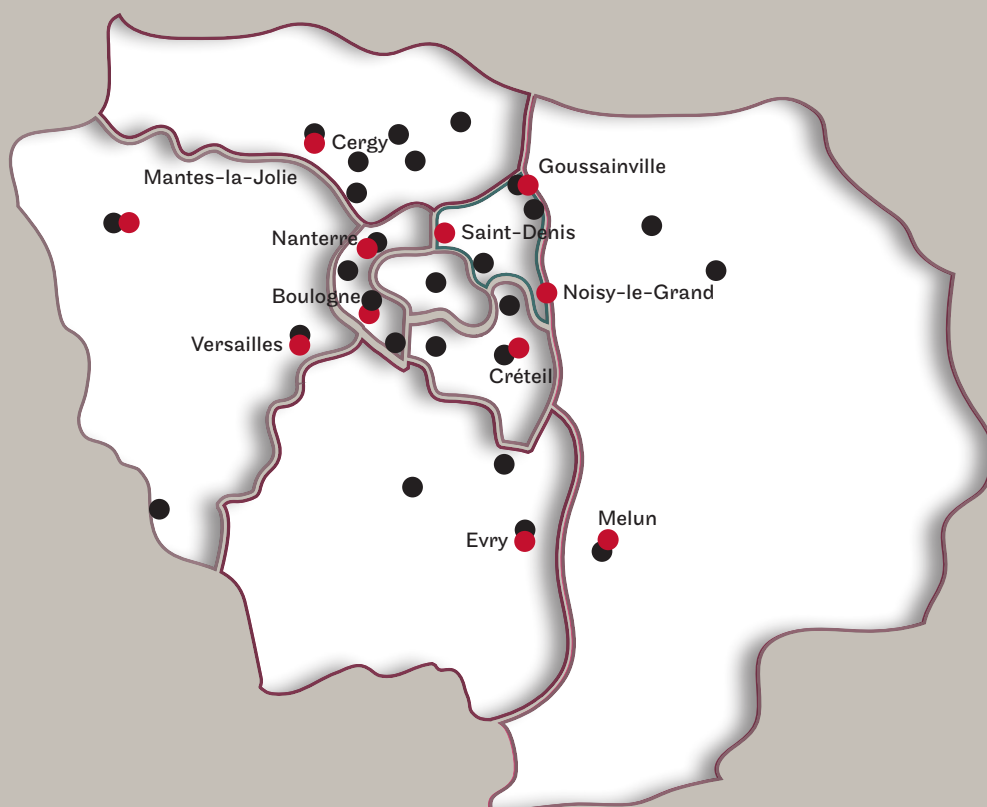 Cergy
Goussainville
Mantes-la-Jolie
Saint-Denis
Nanterre
Boulogne
Noisy-le-Grand
Versailles
Créteil
Melun
Evry